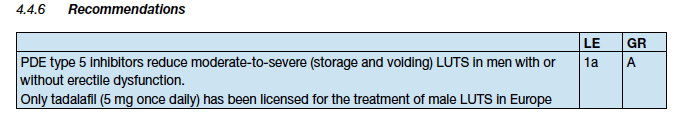 4.4.6 Recommendations
LE GR
PDE type 5 inhibitors reduce moderate-to-severe (storage and voiding) LUTS in men with or 1a A
without erectile dysfunction.
Only tadalafil (5 mg once daily) has been licensed for the treatment of male LUTS in Europe